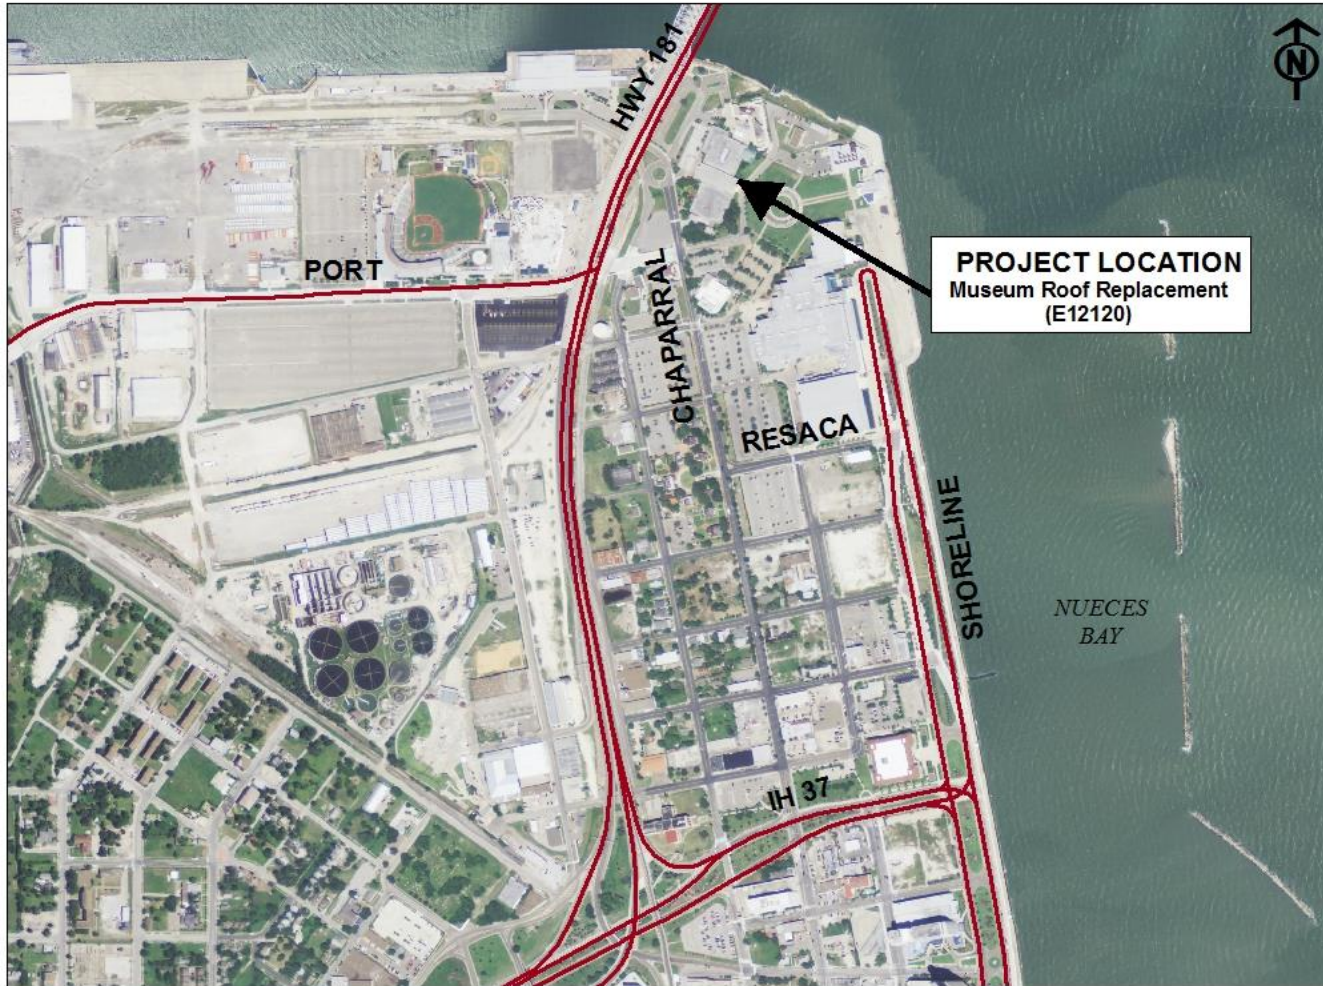 HWY 181
N
PORT
CHAPARRAL
PROJECT LOCATION
Museum Roof Replacement
(E12120)
RESACA
SHORELINE
NUECES
BAY
IH 37